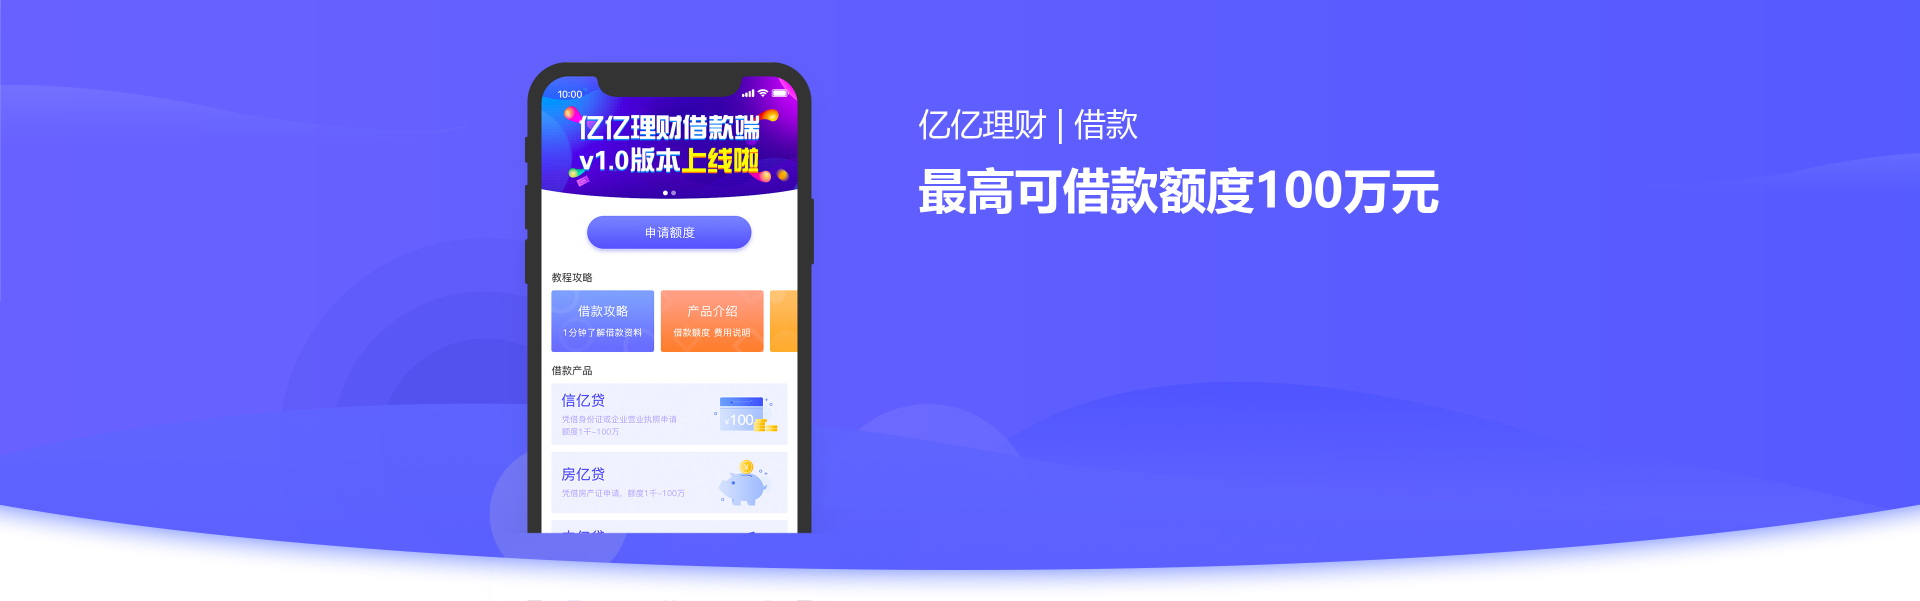 10:00
亿亿理财借款端
v1.0版本上线啦
申请额度
教程攻略
借款攻略
1分钟了解借款资料
产品介绍
借款额度 费用说明
借款产品
信亿贷
凭借身份证或企业营业执照申请
额度1千-100万
¥100
房亿贷
凭借房产证申请，额度1千-100万
亿亿理财 | 借款
最高可借款额度100万元